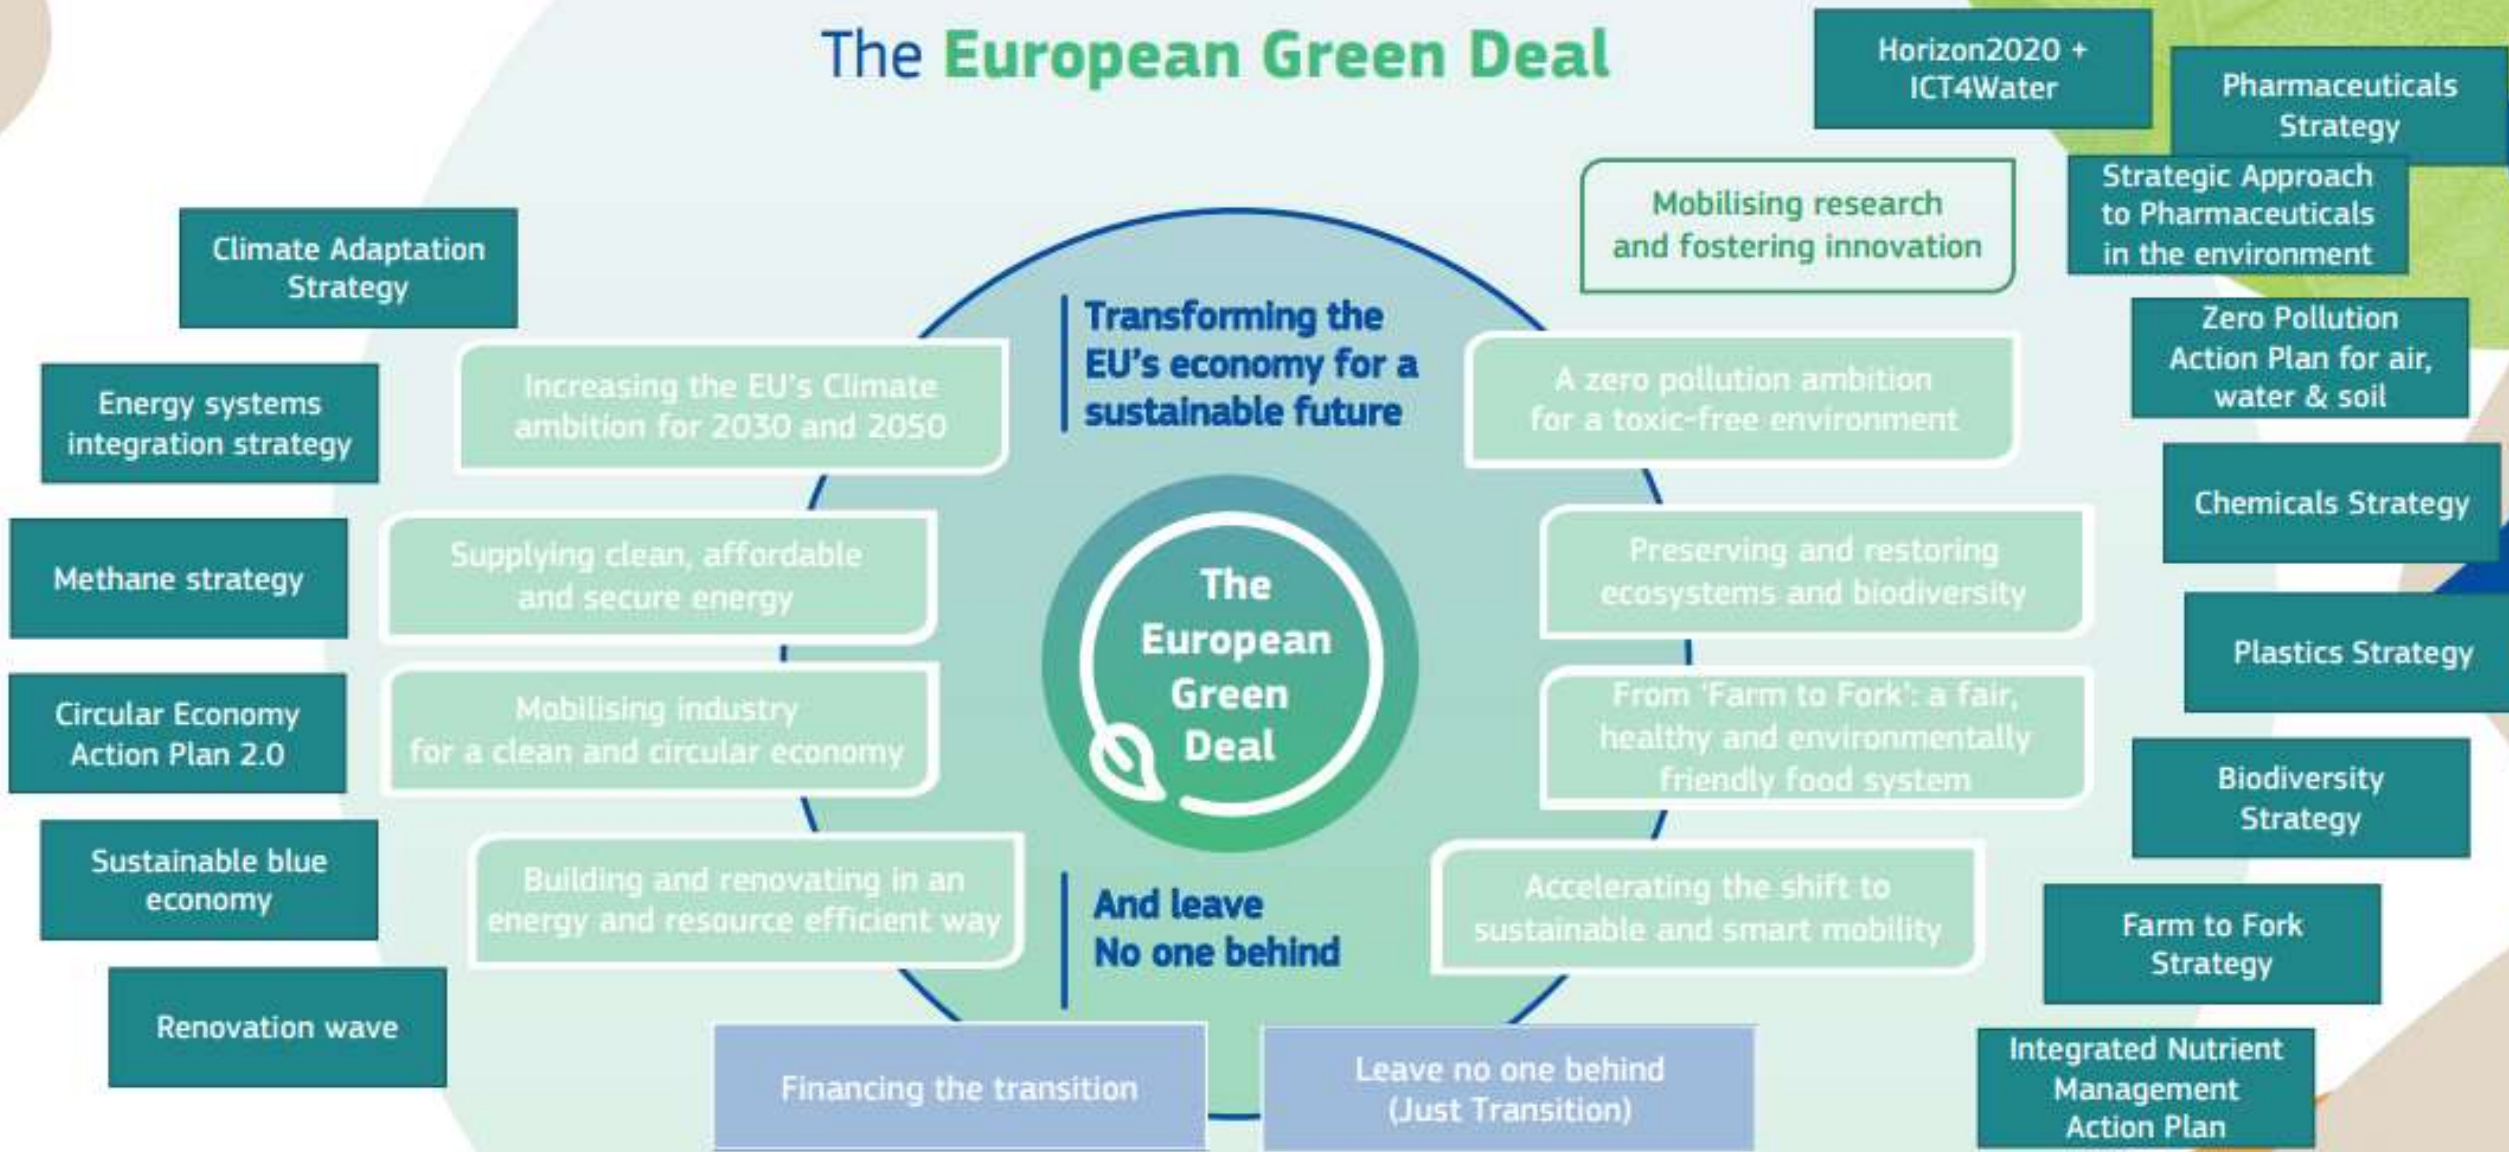 The European Green Deal
Horizon2020 +
ICT4Water
Pharmaceuticals
Strategy
Mobilising research
and fostering innovation
Strategic Approach
to Pharmaceuticals
in the environment
Climate Adaptation
Strategy
Transforming the
EU's economy for a
sustainable future
Zero Pollution
Action Plan for air,
water & soil
Energy systems
integration strategy
Increasing the EU's Climate
ambition for 2030 and 2050
A zero pollution ambition
for a toxic-free environment
Chemicals Strategy
Methane strategy
Supplying clean, affordable
and secure energy
The
European
Green
Deal
Preserving and restoring
ecosystems and biodiversity
Plastics Strategy
Circular Economy
Action Plan 2.0
Mobilising industry
for a clean and circular economy
From 'Farm to Fork': a fair,
healthy and environmentally
friendly food system
Biodiversity
Strategy
Sustainable blue
economy
Building and renovating in an
energy and resource efficient way
And leave
No one behind
Accelerating the shift to
sustainable and smart mobility
Farm to Fork
Strategy
Renovation wave
Financing the transition
Leave no one behind
(Just Transition)
Integrated Nutrient
Management
Action Plan